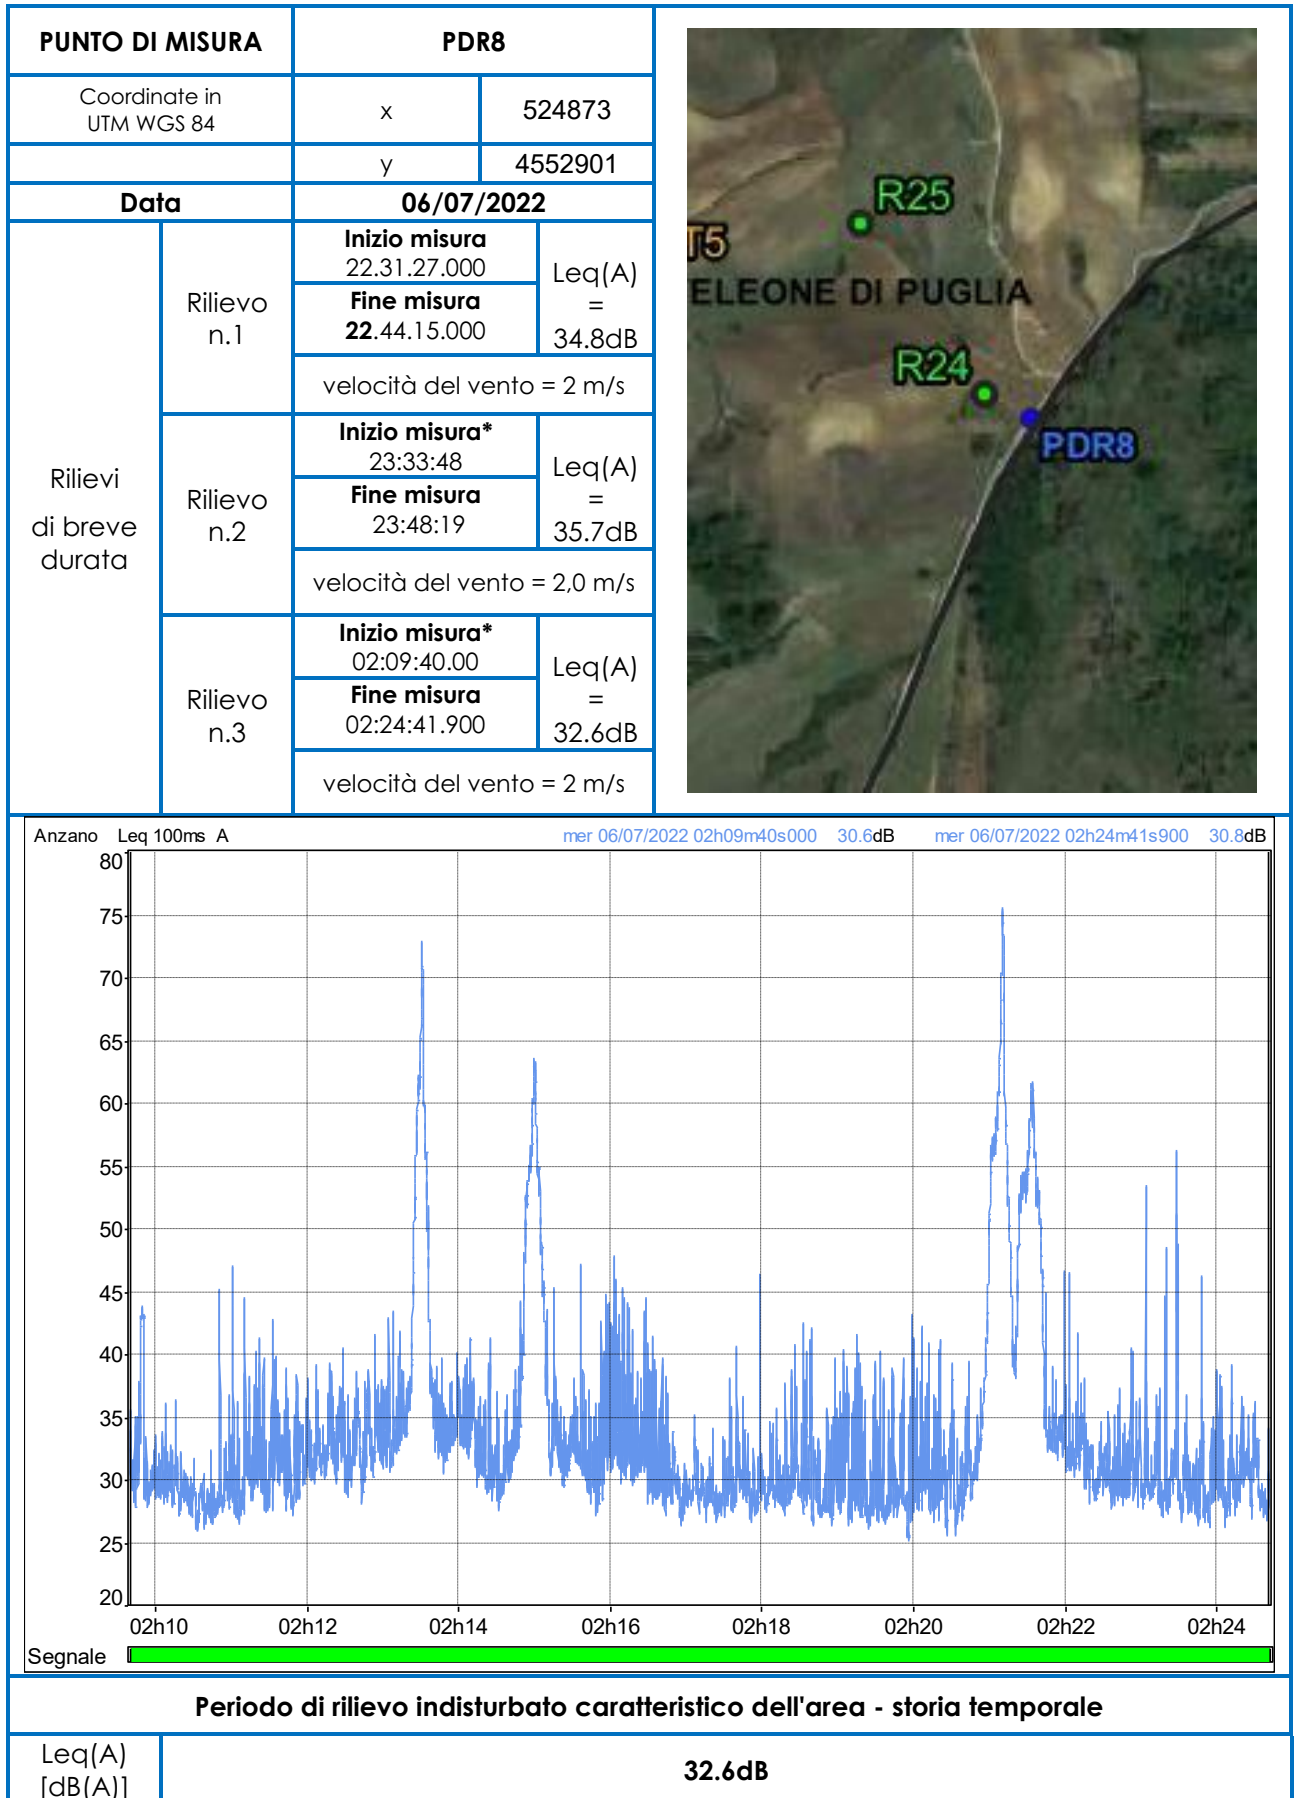 PUNTO DI MISURA
PDR8
Coordinate in
UTM WGS 84
x
524873
y
4552901
Data
06/07/2022
Rilievi
di breve
durata
Rilievo
n.1
Inizio misura
22.31.27.000
Fine misura
22.44.15.000
Leq(A)
=
34.8dB
velocità del vento = 2 m/s
Rilievo
n.2
Inizio misura*
23:33:48
Fine misura
23:48:19
Leq(A)
=
35.7dB
velocità del vento = 2,0 m/s
Rilievo
n.3
Inizio misura*
02:09:40.00
Fine misura
02:24:41.900
Leq(A)
=
32.6dB
velocità del vento = 2 m/s
R25
T5
ELEONE DI PUGLIA
R24
PDR8
Anzano Leq 100ms A mer 06/07/2022 02h09m40s000 30.6dB mer 06/07/2022 02h24m41s900 30.8dB
80
75
70
65
60
55
50
45
40
35
30
25
20
02h10 02h12 02h14 02h16 02h18 02h20 02h22 02h24
Segnale
Periodo di rilievo indisturbato caratteristico dell'area - storia temporale
Leq(A)
[dB(A)]
32.6dB